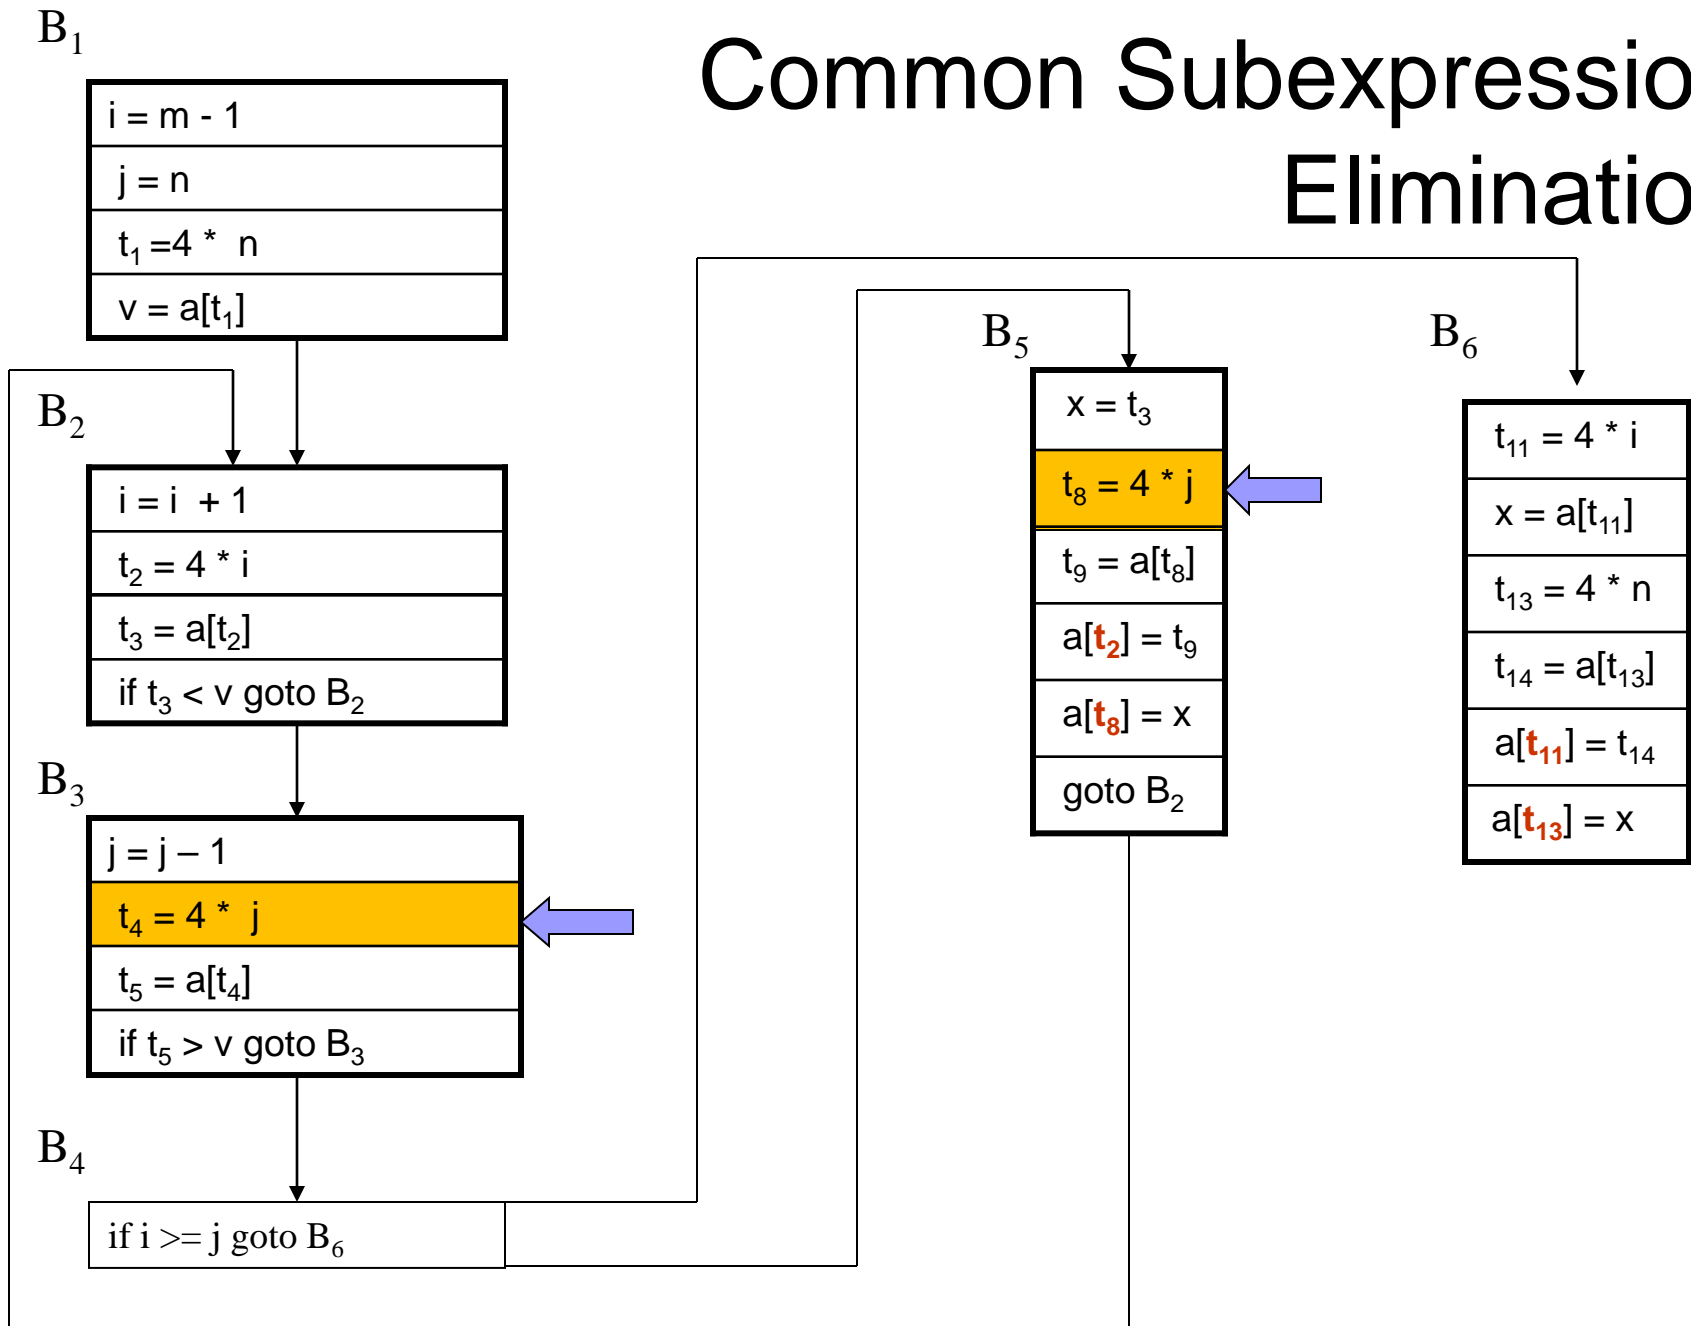 Common Subexpressio
Eliminatio
B₁
i = m - 1
j = n
t₁ =4 * n
v = a[t₁]
B₂
i = i + 1
t₂ = 4 * i
t₃ = a[t₂]
if t₃ < v goto B₂
B₃
j = j – 1
t₄ = 4 * j
t₅ = a[t₄]
if t₅ > v goto B₃
B₄
if i >= j goto B₆
B₅
x = t₃
t₈ = 4 * j
t₉ = a[t₈]
a[t₂] = t₉
a[t₈] = x
goto B₂
B₆
t₁₁ = 4 * i
x = a[t₁₁]
t₁₃ = 4 * n
t₁₄ = a[t₁₃]
a[t₁₁] = t₁₄
a[t₁₃] = x